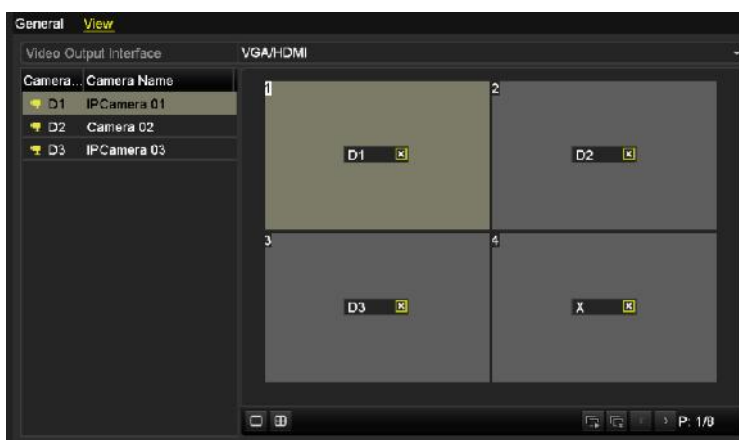 General View
Video Output Interface VGA/HDMI
Camera... Camera Name
D1 IPCamera 01
D2 Camera 02
D3 IPCamera 03
1 2
D1 D2
3 4
D3 X
P: 1/8